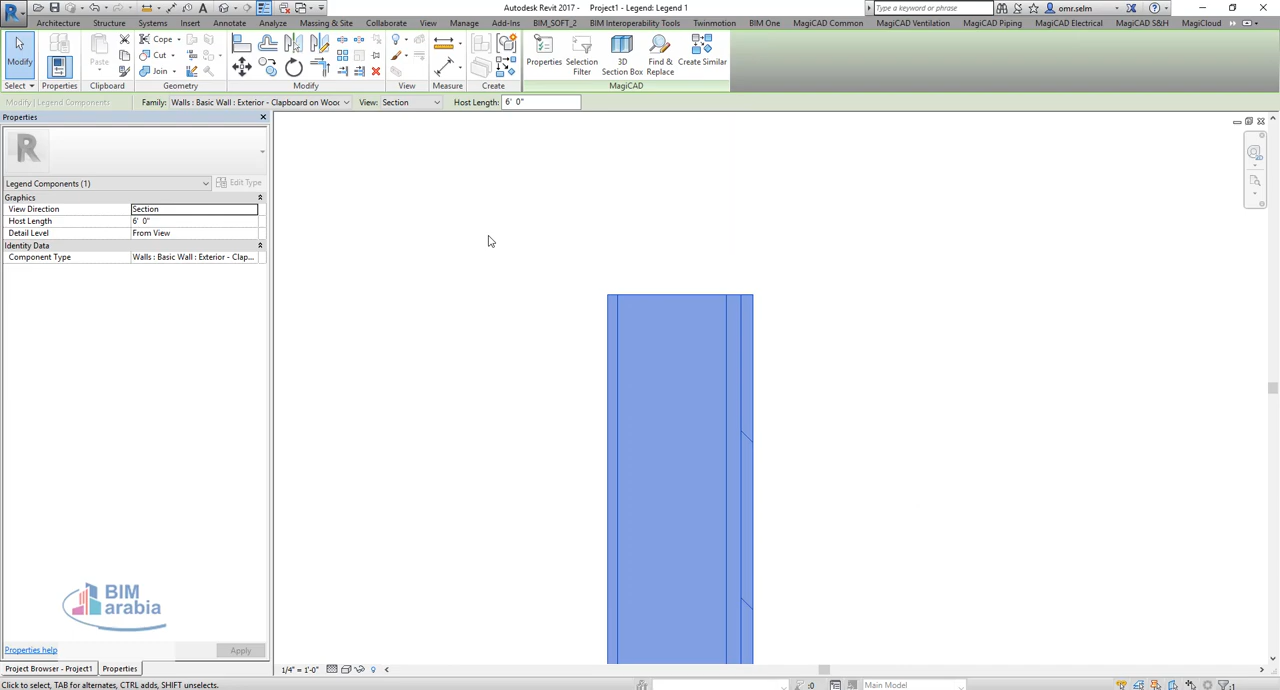 Autodesk Revit 2017 - Project1 - Legend: Legend 1
Type a keyword or phrase
omr.selm
Architecture Structure Systems Insert Annotate Analyze Massing & Site Collaborate View Manage Add-Ins BIM_SOFT_2 BIM Interoperability Tools Twinmotion BIM One MagiCAD Common MagiCAD Ventilation MagiCAD Piping MagiCAD Electrical MagiCAD S&H MagiCloud
Modify
Paste
Cope
Cut
Join
Properties
Selection Filter
3D Section Box
Find & Replace
Create Similar
Select Properties Clipboard Geometry Modify View Measure Create MagiCAD
Modify | Legend Components
Family: Walls : Basic Wall : Exterior - Clapboard on Wood
View: Section
Host Length: 6' 0"
Properties
Legend Components (1)
Edit Type
Graphics
View Direction Section
Host Length 6' 0"
Detail Level From View
Identity Data
Component Type Walls : Basic Wall : Exterior - Clap...
BIM
arabia
Properties help
Apply
Project Browser - Project1 Properties
1/4" = 1'-0"
Click to select, TAB for alternates, CTRL adds, SHIFT unselects.
:0
Main Model
:1